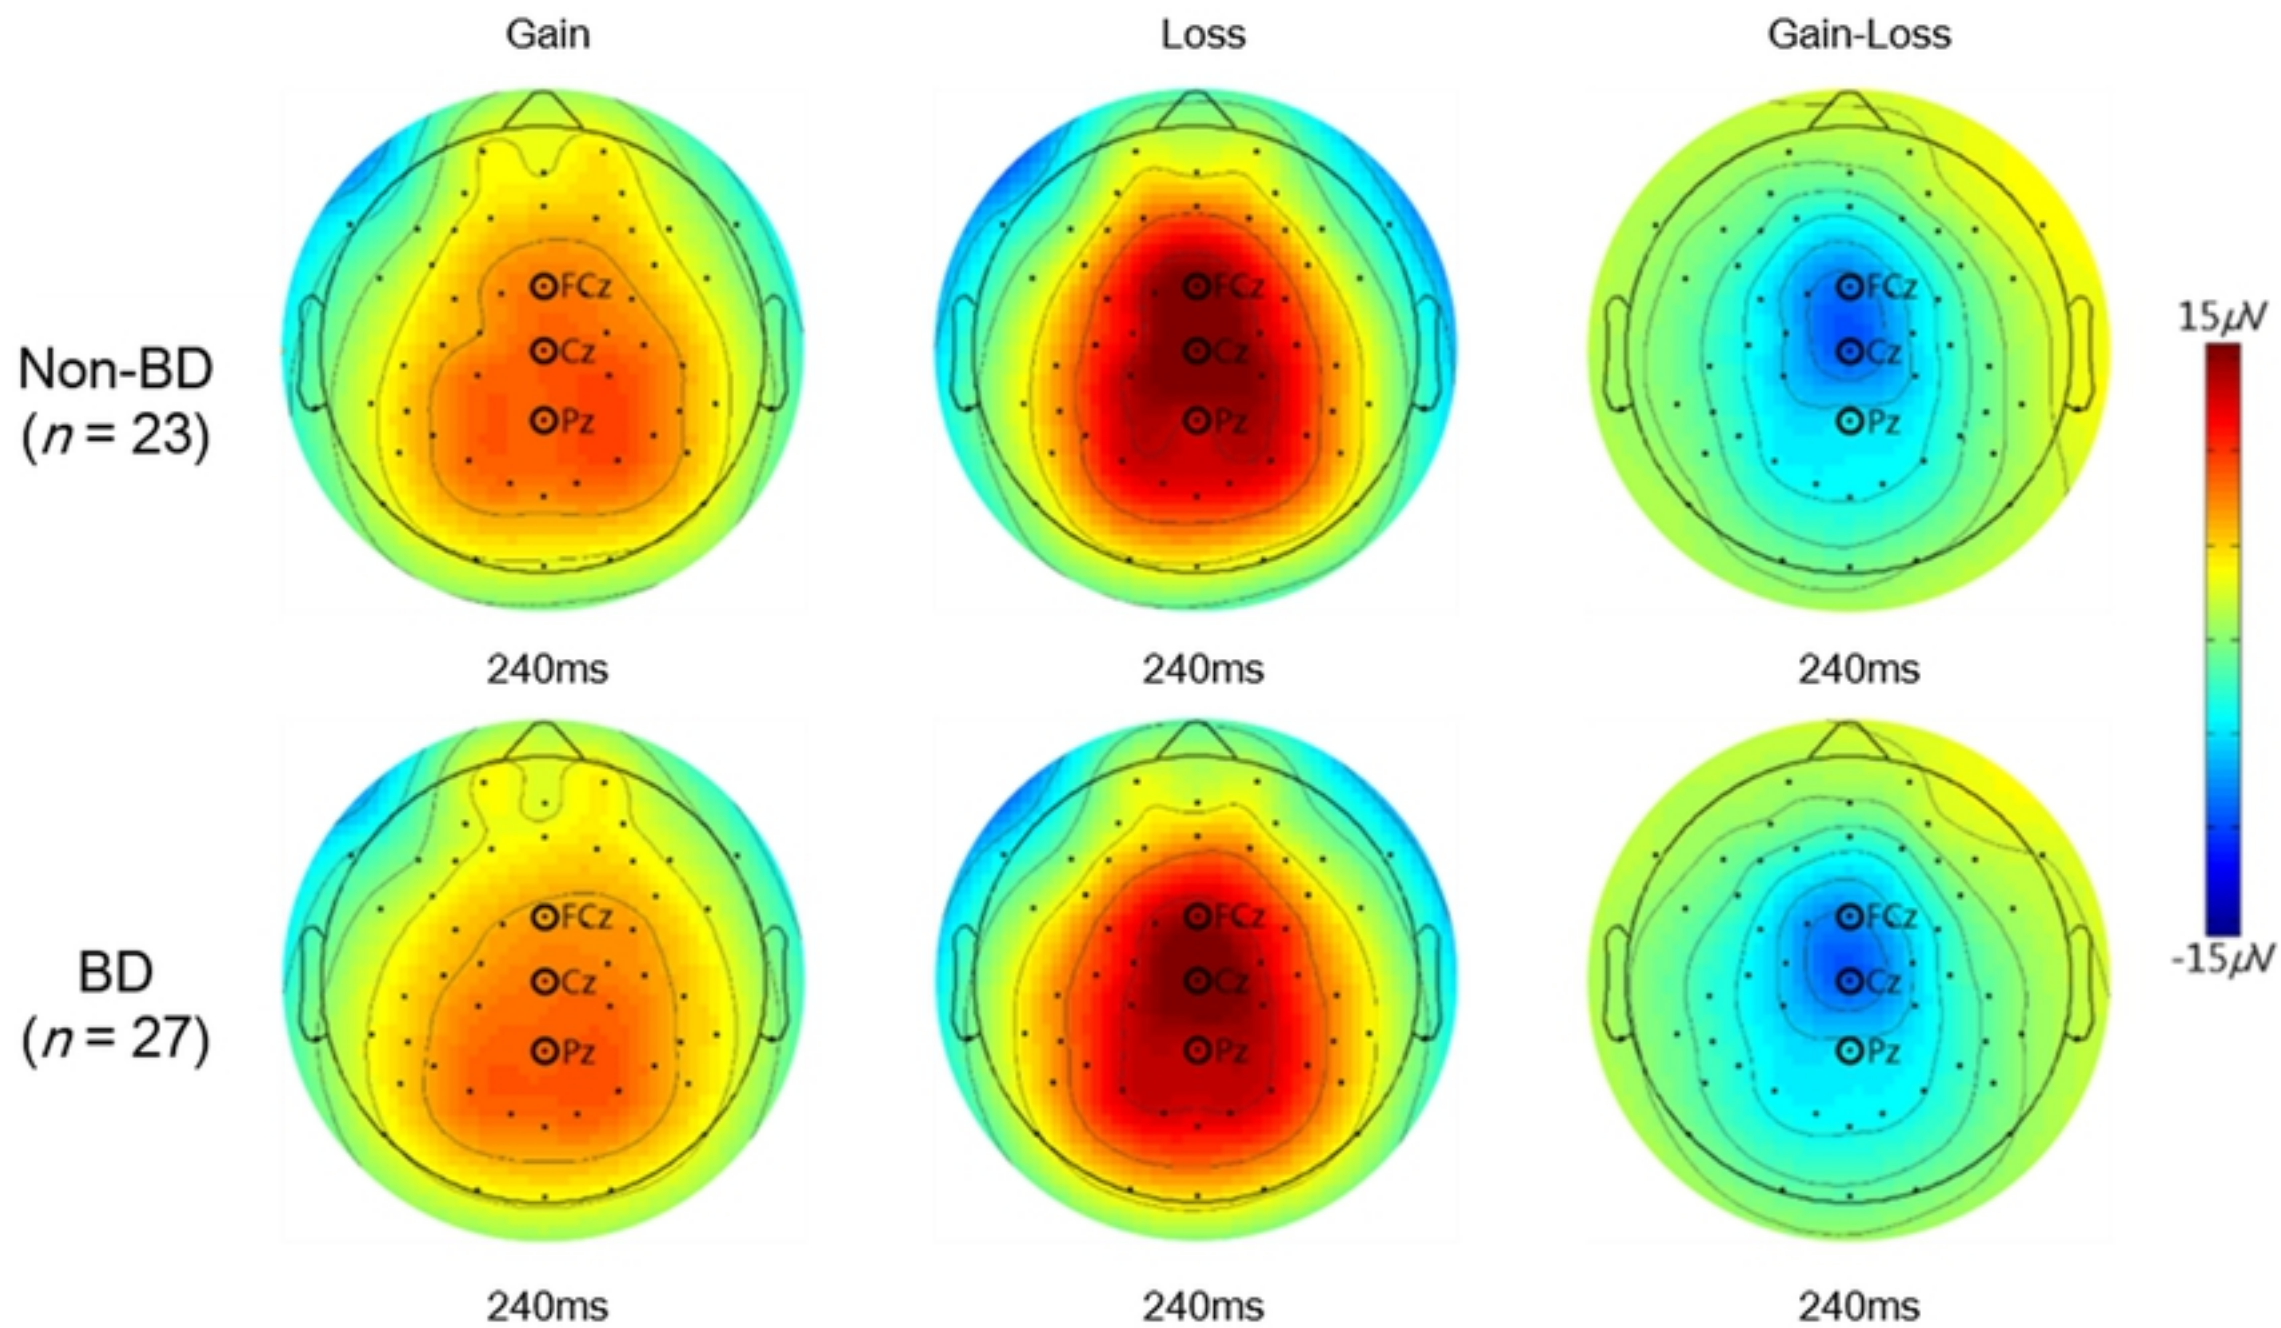 Gain
Loss
Gain-Loss
FCz
Cz
Pz
FCz
Cz
Pz
FCz
Cz
Pz
Non-BD
(n = 23)
15µV
240ms
240ms
240ms
FCz
Cz
Pz
FCz
Cz
Pz
FCz
Cz
Pz
BD
(n = 27)
-15µV
240ms
240ms
240ms